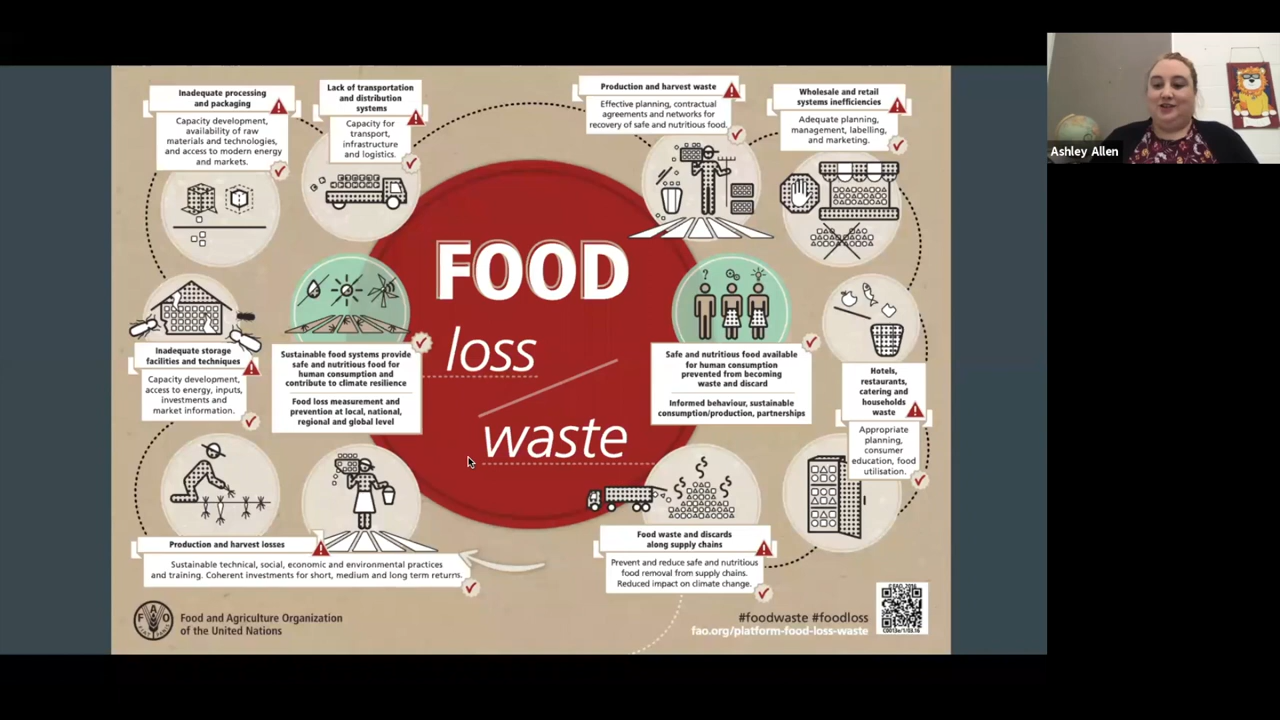 Inadequate processing
and packaging
Capacity development,
availability of raw
materials and technologies,
and access to modern energy
and markets.
Lack of transportation
and distribution
systems
Capacity for
transport,
infrastructure
and logistics.
Production and harvest waste
Effective planning, contractual
agreements and networks for
recovery of safe and nutritious food.
Wholesale and retail
systems inefficiencies
Adequate planning,
management, labelling,
and marketing.
Ashley Allen
FOOD
loss
waste
Inadequate storage
facilities and techniques
Capacity development,
access to energy, inputs,
investments and
market information.
Sustainable food systems provide
safe and nutritious food for
human consumption and
contribute to climate resilience
Food loss measurement and
prevention at local, national,
regional and global level
?
Safe and nutritious food available
for human consumption
prevented from becoming
waste and discard
Informed behaviour, sustainable
consumption/production, partnerships
Hotels,
restaurants,
catering and
households
waste
Appropriate
planning,
consumer
education, food
utilisation.
Production and harvest losses
Sustainable technical, social, economic and environmental practices
and training. Coherent investments for short, medium and long term returns.
Food waste and discards
along supply chains
Prevent and reduce safe and nutritious
food removal from supply chains.
Reduced impact on climate change.
Food and Agriculture Organization
of the United Nations
#foodwaste #foodloss
fao.org/platform-food-loss-waste
©FAO, 2016